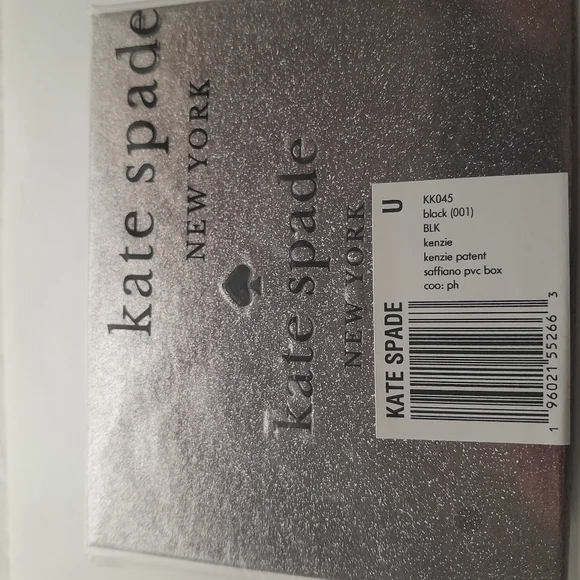 kate spade
NEW YORK
kate spade
NEW YORK
KATE SPADE U
KK045
black (001)
BLK
kenzie
kenzie patent
saffiano pvc box
coo: ph
1 96021 55266 3